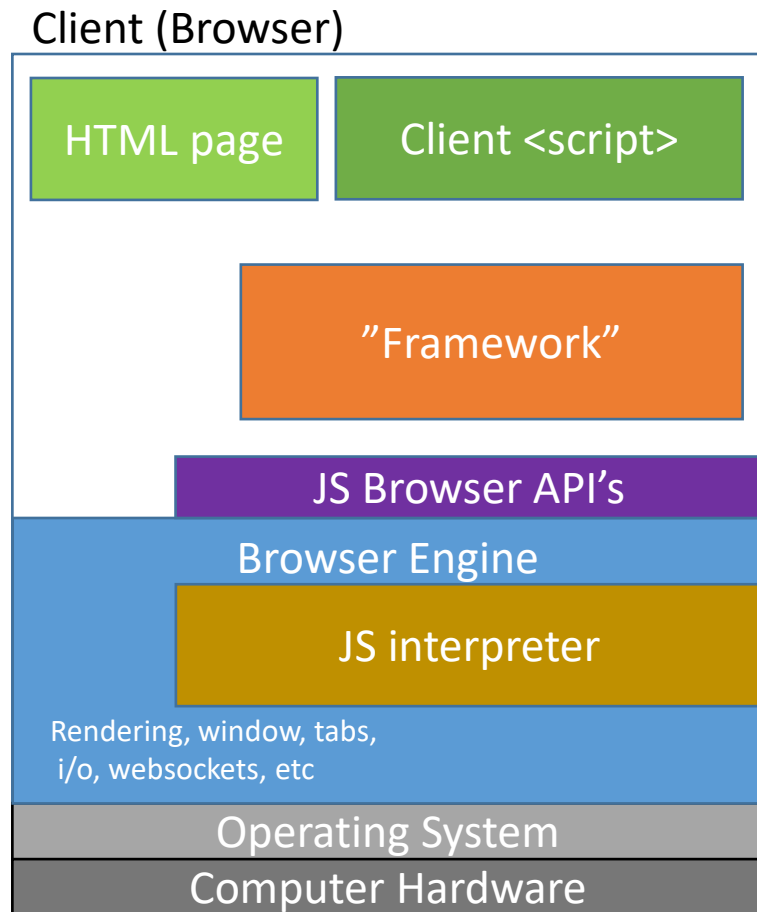 Client (Browser)
HTML page
Client <script>
”Framework”
JS Browser API’s
Browser Engine
JS interpreter
Rendering, window, tabs,
i/o, websockets, etc
Operating System
Computer Hardware